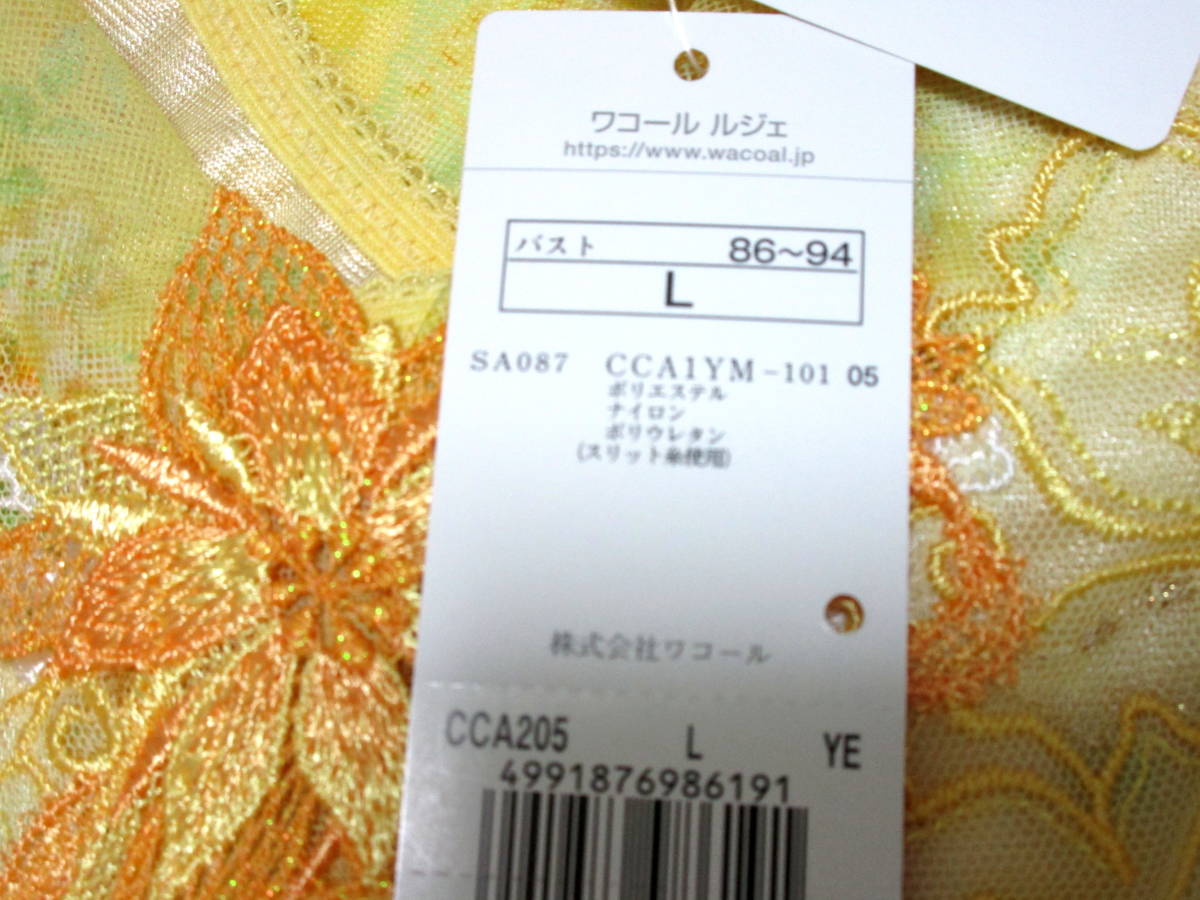 ワコール ルジェ
https://www.wacoal.jp
バスト 86~94
L
SA087 CCA1YM-101 05
ポリエステル
ナイロン
ポリウレタン
(スリット糸使用)
株式会社ワコール
CCA205 L YE
4991876986191